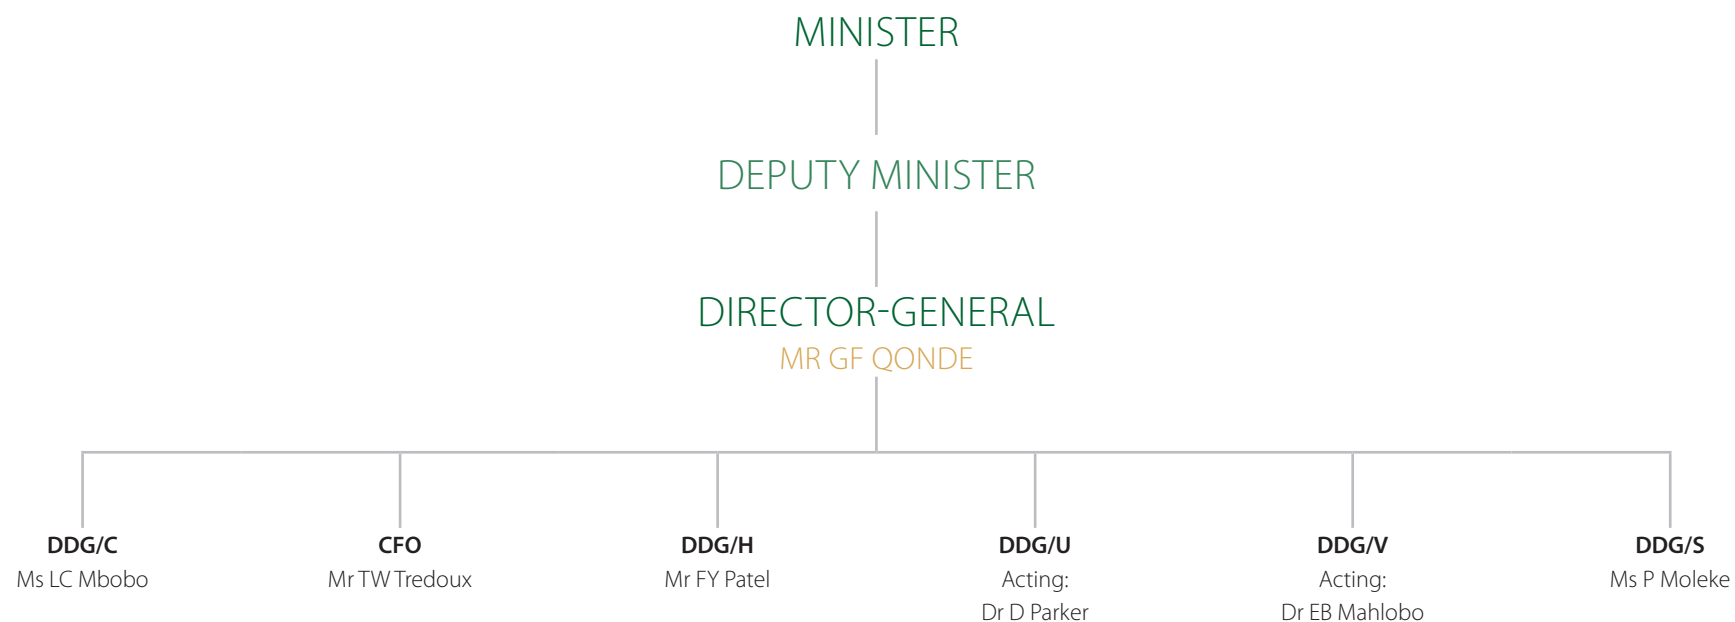 MINISTER
DEPUTY MINISTER
DIRECTOR-GENERAL
MR GF QONDE
DDG/C
Ms LC Mbobo
CFO
Mr TW Tredoux
DDG/H
Mr FY Patel
DDG/U
Acting:
Dr D Parker
DDG/V
Acting:
Dr EB Mahlobo
DDG/S
Ms P Moleke